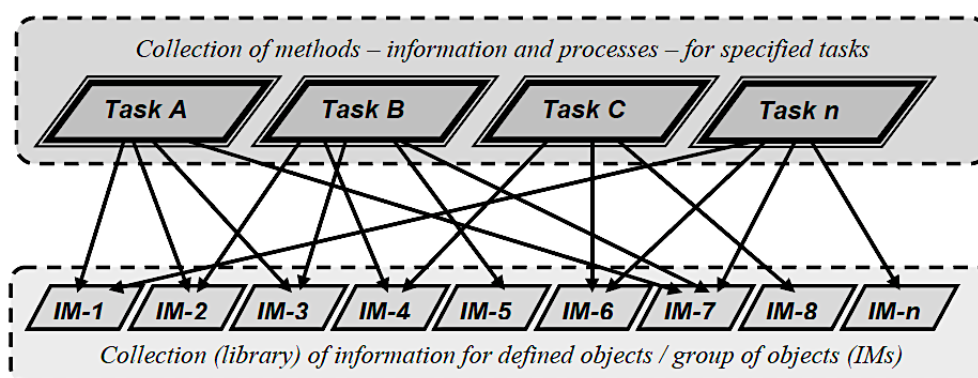 Collection of methods – information and processes – for specified tasks
Task A Task B Task C Task n
IM-1 IM-2 IM-3 IM-4 IM-5 IM-6 IM-7 IM-8 IM-n
Collection (library) of information for defined objects / group of objects (IMs)